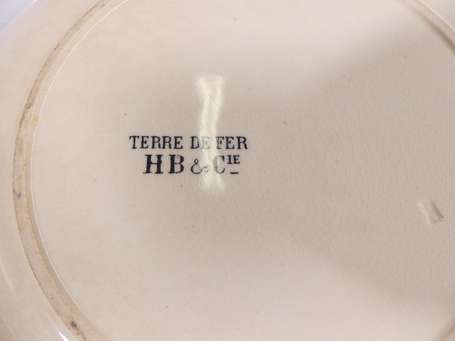 TERRE DE FER
HB & CIE